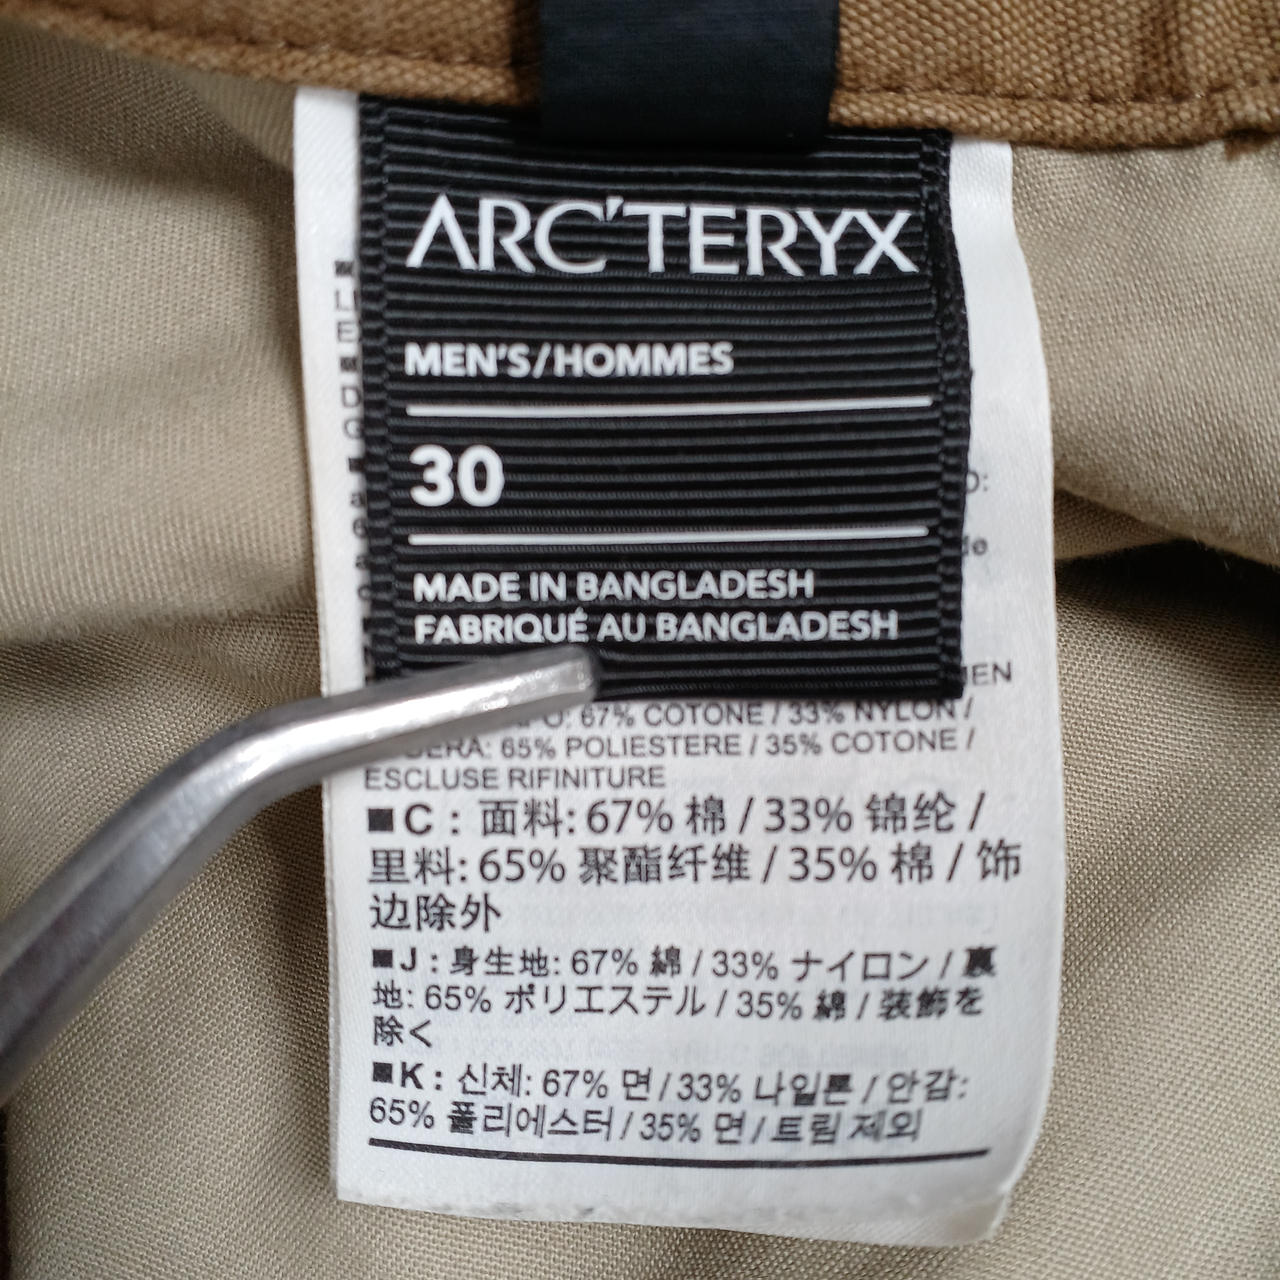 ARC'TERYX
MEN'S/HOMMES
30
MADE IN BANGLADESH
FABRIQUÉ AU BANGLADESH
67% COTONE / 33% NYLON /
65% POLIESTERE / 35% COTONE /
ESCLUSE RIFINITURE
■C : 面料: 67% 棉 / 33% 锦纶 /
里料: 65% 聚酯纤维 / 35% 棉 / 饰
边除外
■J : 身生地: 67% 綿 / 33% ナイロン / 裏
地: 65% ポリエステル / 35% 綿 / 装飾を
除く
■K : 신체: 67% 면 / 33% 나일론 / 안감:
65% 폴리에스터 / 35% 면 / 트림 제외